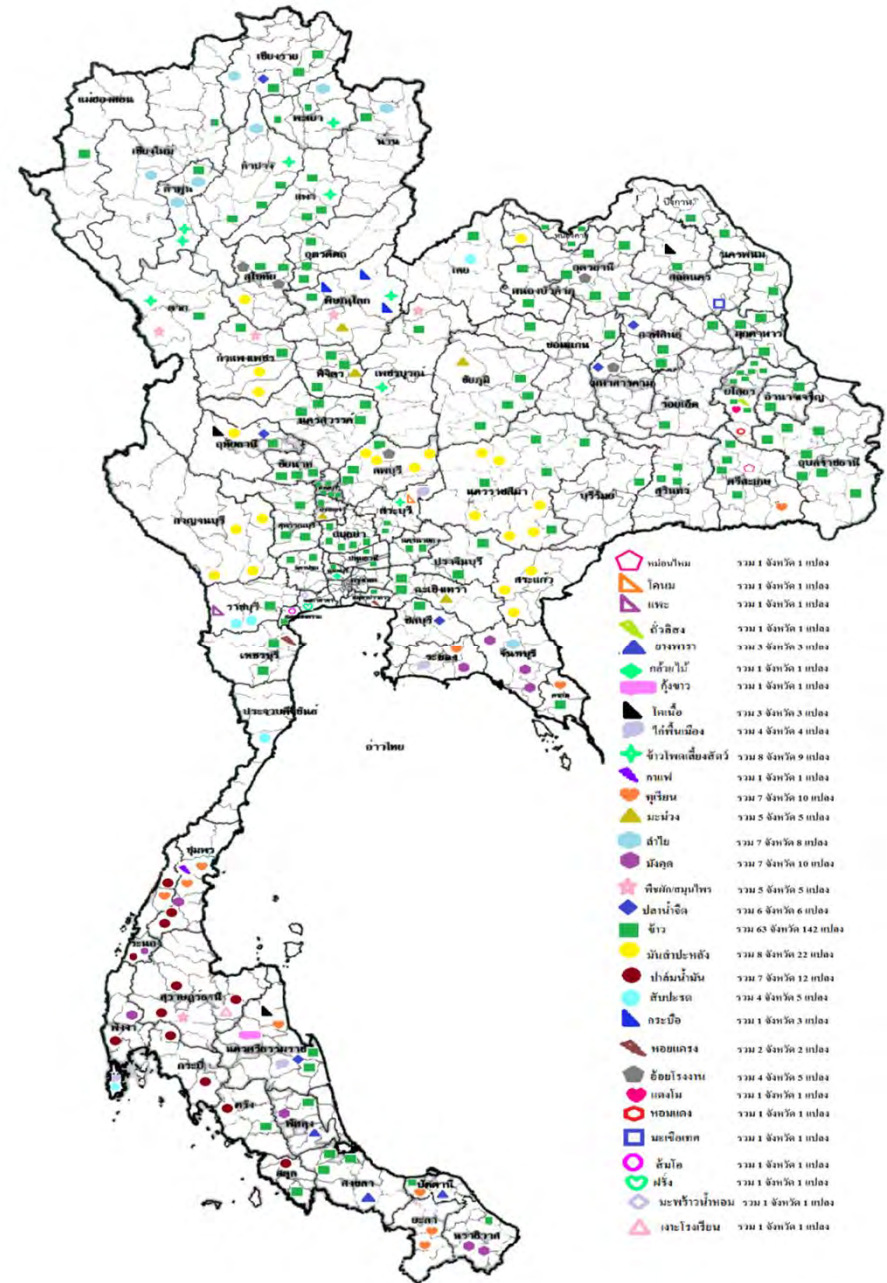 เชียงราย
แม่ฮ่องสอน
พะเยา
น่าน
เชียงใหม่
ลำปาง
ลำพูน
แพร่
บึงกาฬ
อุตรดิตถ์
นครพนม
สุโขทัย
เลย
อุดรธานี
สกลนคร
หนองบัวลำภู
ตาก
พิษณุโลก
ขอนแก่น
กาฬสินธุ์
มุกดาหาร
กำแพงเพชร
พิจิตร
เพชรบูรณ์
ชัยภูมิ
มหาสารคาม
ร้อยเอ็ด
ยโสธร
อำนาจเจริญ
นครสวรรค์
อุทัยธานี
ชัยนาท
ลพบุรี
นครราชสีมา
บุรีรัมย์
สุรินทร์
ศรีสะเกษ
อุบลราชธานี
กาญจนบุรี
สระบุรี
ปราจีนบุรี
สระแก้ว
ฉะเชิงเทรา
ราชบุรี
ชลบุรี
ระยอง
จันทบุรี
เพชรบุรี
ประจวบคีรีขันธ์
อ่าวไทย
ชุมพร
ระนอง
สุราษฎร์ธานี
พังงา
นครศรีธรรมราช
กระบี่
ตรัง
พัทลุง
สตูล
สงขลา
ปัตตานี
ยะลา
นราธิวาส
หม่อนไหม รวม 1 จังหวัด 1 แปลง
โคนม รวม 1 จังหวัด 1 แปลง
แพะ รวม 1 จังหวัด 1 แปลง
ถั่วลิสง รวม 1 จังหวัด 1 แปลง
ยางพารา รวม 3 จังหวัด 3 แปลง
กล้วยไม้ รวม 1 จังหวัด 1 แปลง
กุ้งขาว รวม 1 จังหวัด 1 แปลง
โคเนื้อ รวม 3 จังหวัด 3 แปลง
ไก่พื้นเมือง รวม 4 จังหวัด 4 แปลง
ข้าวโพดเลี้ยงสัตว์ รวม 8 จังหวัด 9 แปลง
กาแฟ รวม 1 จังหวัด 1 แปลง
ทุเรียน รวม 7 จังหวัด 10 แปลง
มะม่วง รวม 5 จังหวัด 5 แปลง
ลำไย รวม 7 จังหวัด 8 แปลง
มังคุด รวม 7 จังหวัด 10 แปลง
พืชผัก/สมุนไพร รวม 5 จังหวัด 5 แปลง
ปลาน้ำจืด รวม 6 จังหวัด 6 แปลง
ข้าว รวม 63 จังหวัด 142 แปลง
มันสำปะหลัง รวม 8 จังหวัด 22 แปลง
ปาล์มน้ำมัน รวม 7 จังหวัด 12 แปลง
สับปะรด รวม 4 จังหวัด 5 แปลง
กระบือ รวม 1 จังหวัด 3 แปลง
หอยแครง รวม 2 จังหวัด 2 แปลง
อ้อยโรงงาน รวม 4 จังหวัด 5 แปลง
แตงโม รวม 1 จังหวัด 1 แปลง
หอมแดง รวม 1 จังหวัด 1 แปลง
มะเขือเทศ รวม 1 จังหวัด 1 แปลง
ส้มโอ รวม 1 จังหวัด 1 แปลง
ฝรั่ง รวม 1 จังหวัด 1 แปลง
มะพร้าวน้ำหอม รวม 1 จังหวัด 1 แปลง
เงาะโรงเรียน รวม 1 จังหวัด 1 แปลง